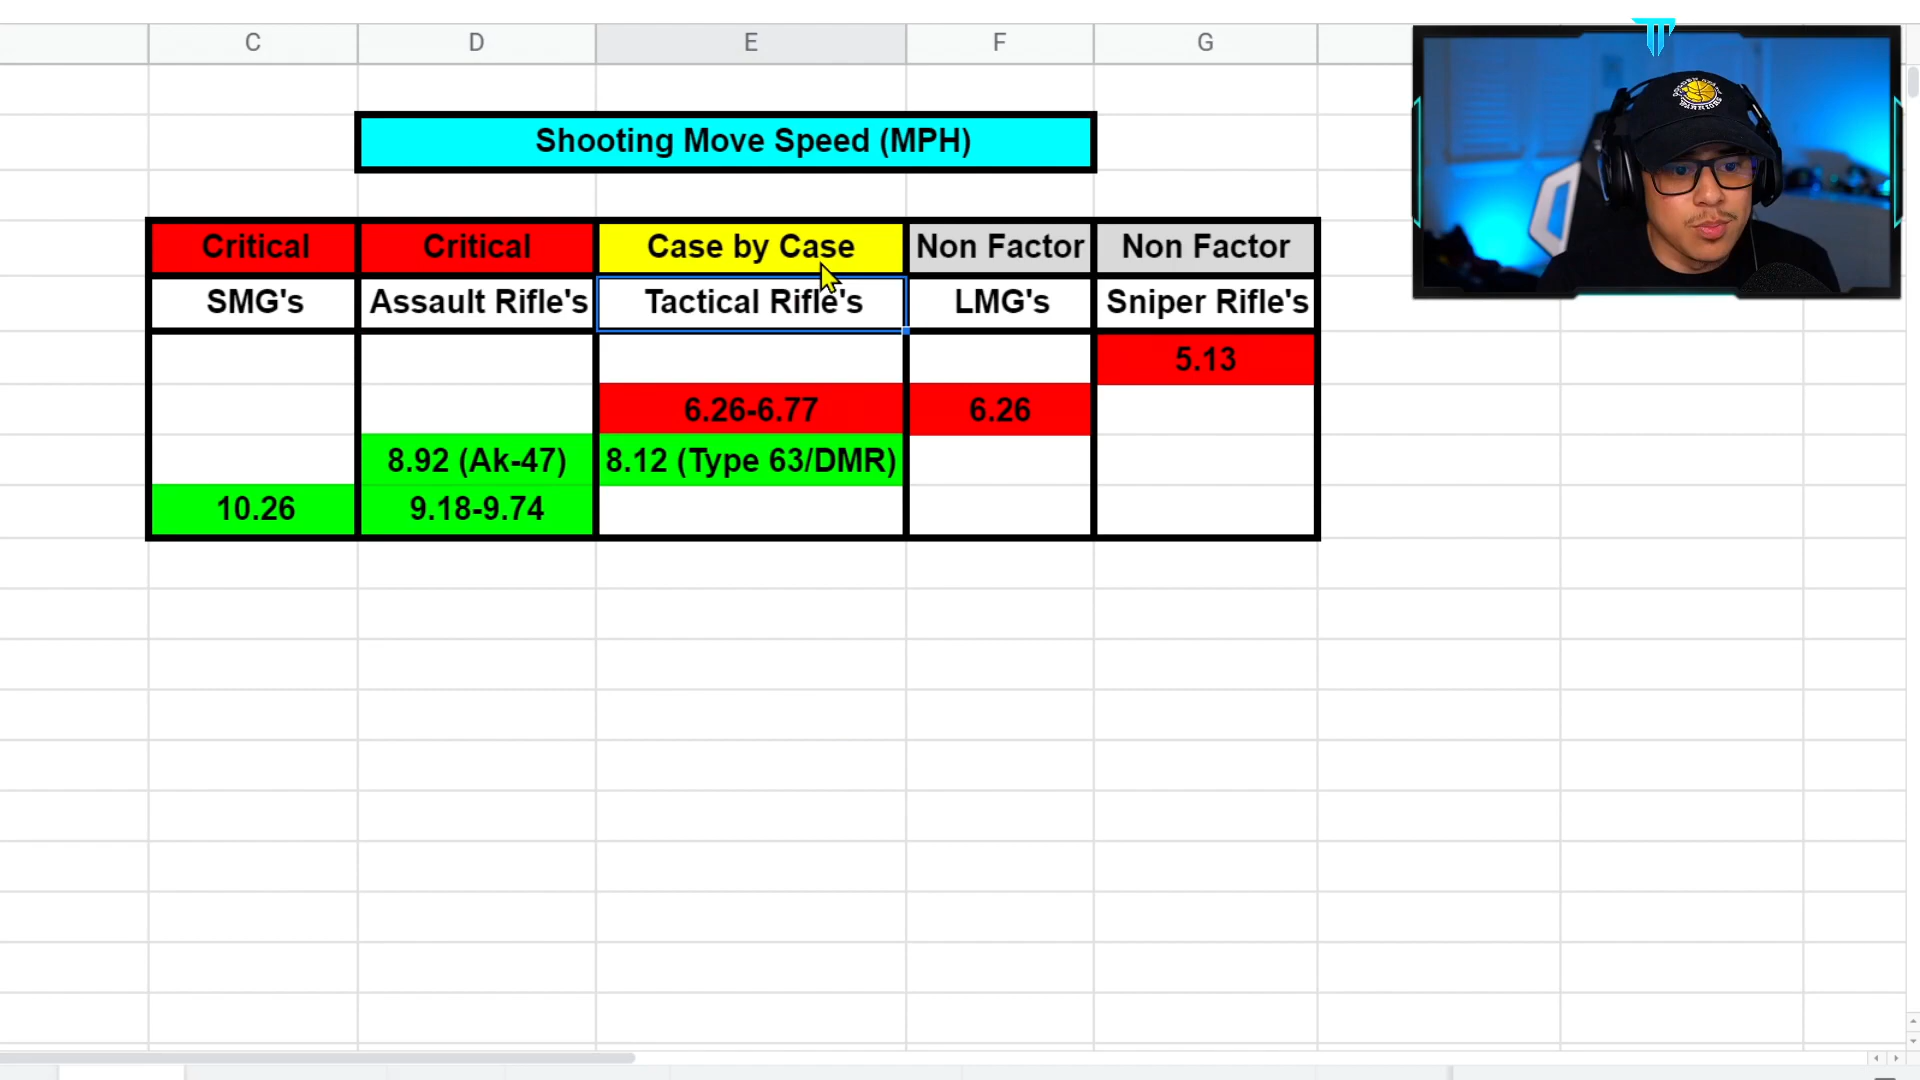 C D E F G
Shooting Move Speed (MPH)
Critical Critical Case by Case Non Factor Non Factor
SMG's Assault Rifle's Tactical Rifle's LMG's Sniper Rifle's
5.13
6.26-6.77 6.26
8.92 (Ak-47) 8.12 (Type 63/DMR)
10.26 9.18-9.74